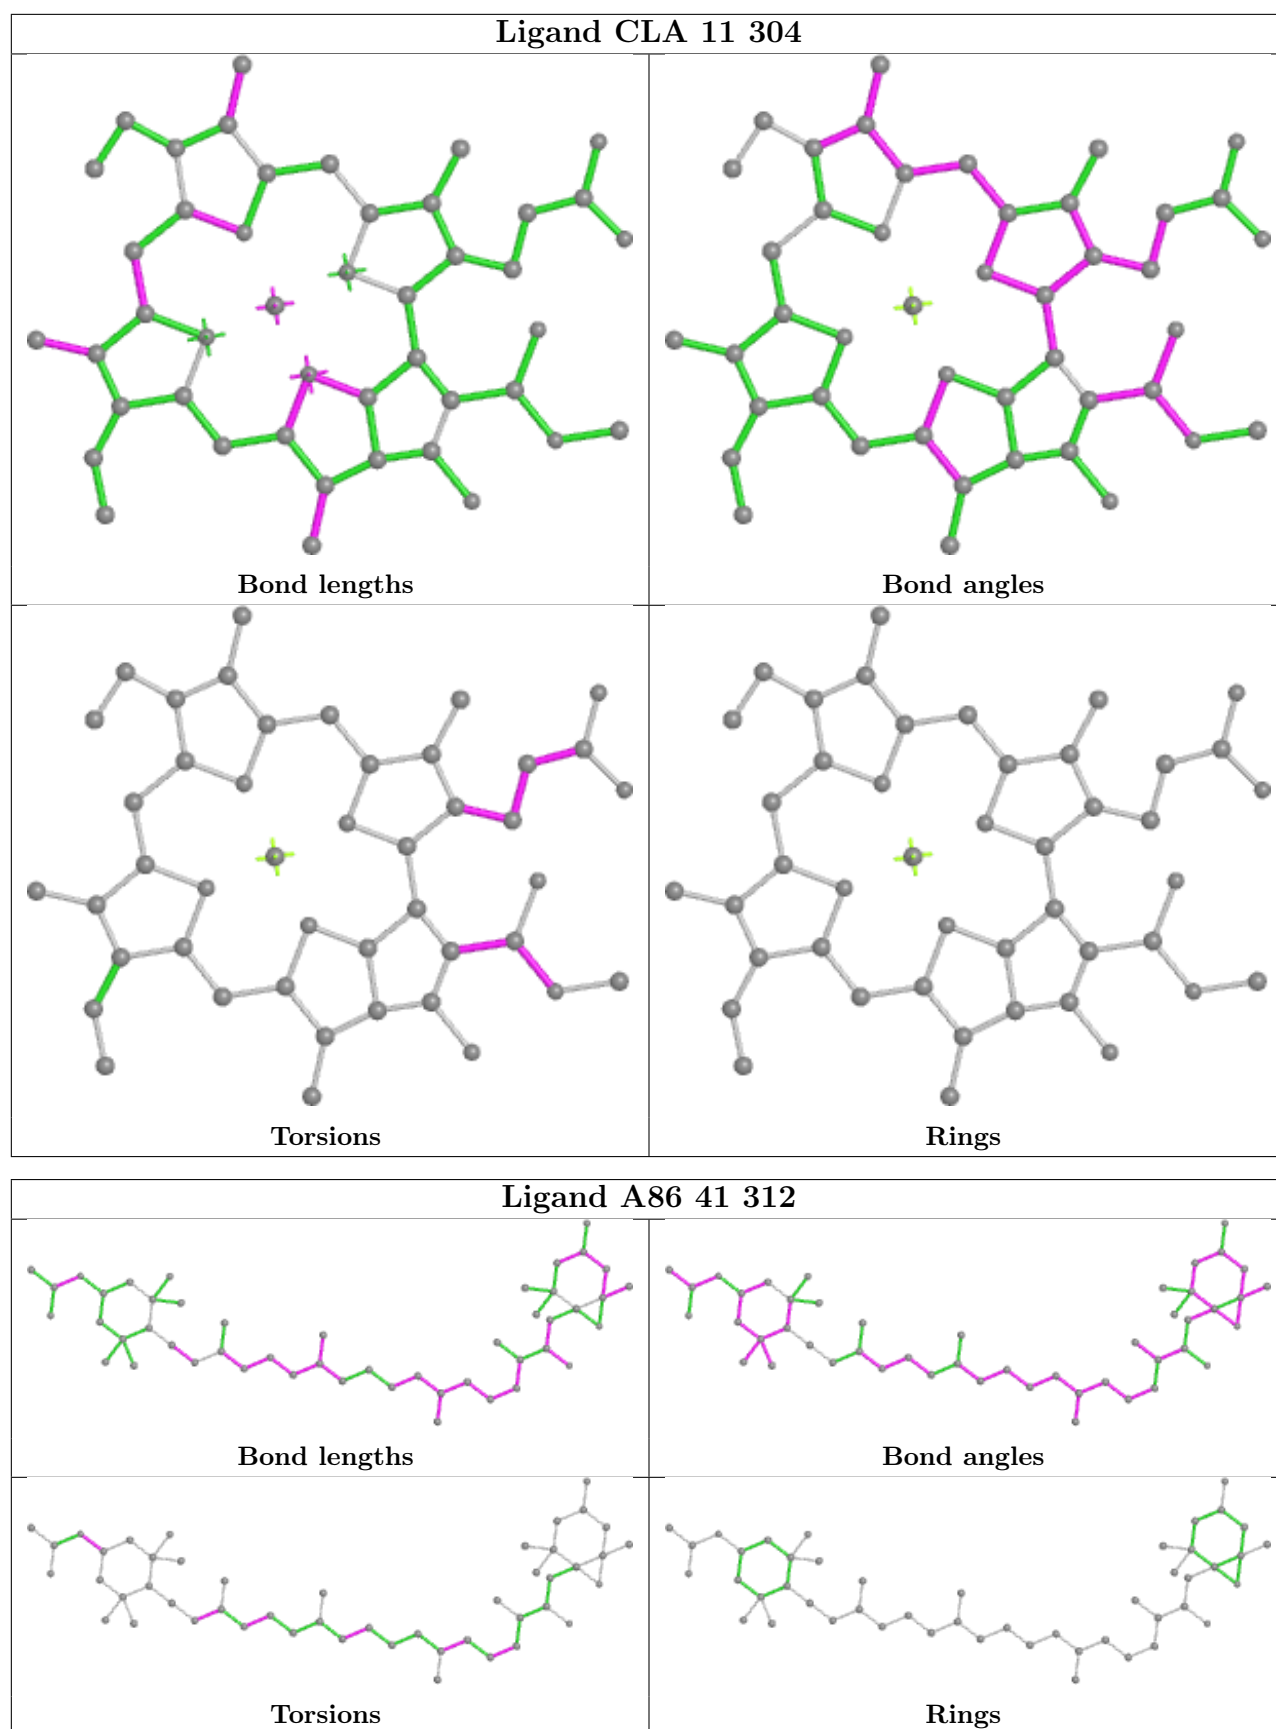 Ligand CLA 11 304
Bond lengths
Bond angles
Torsions
Rings
Ligand A86 41 312
Bond lengths
Bond angles
Torsions
Rings